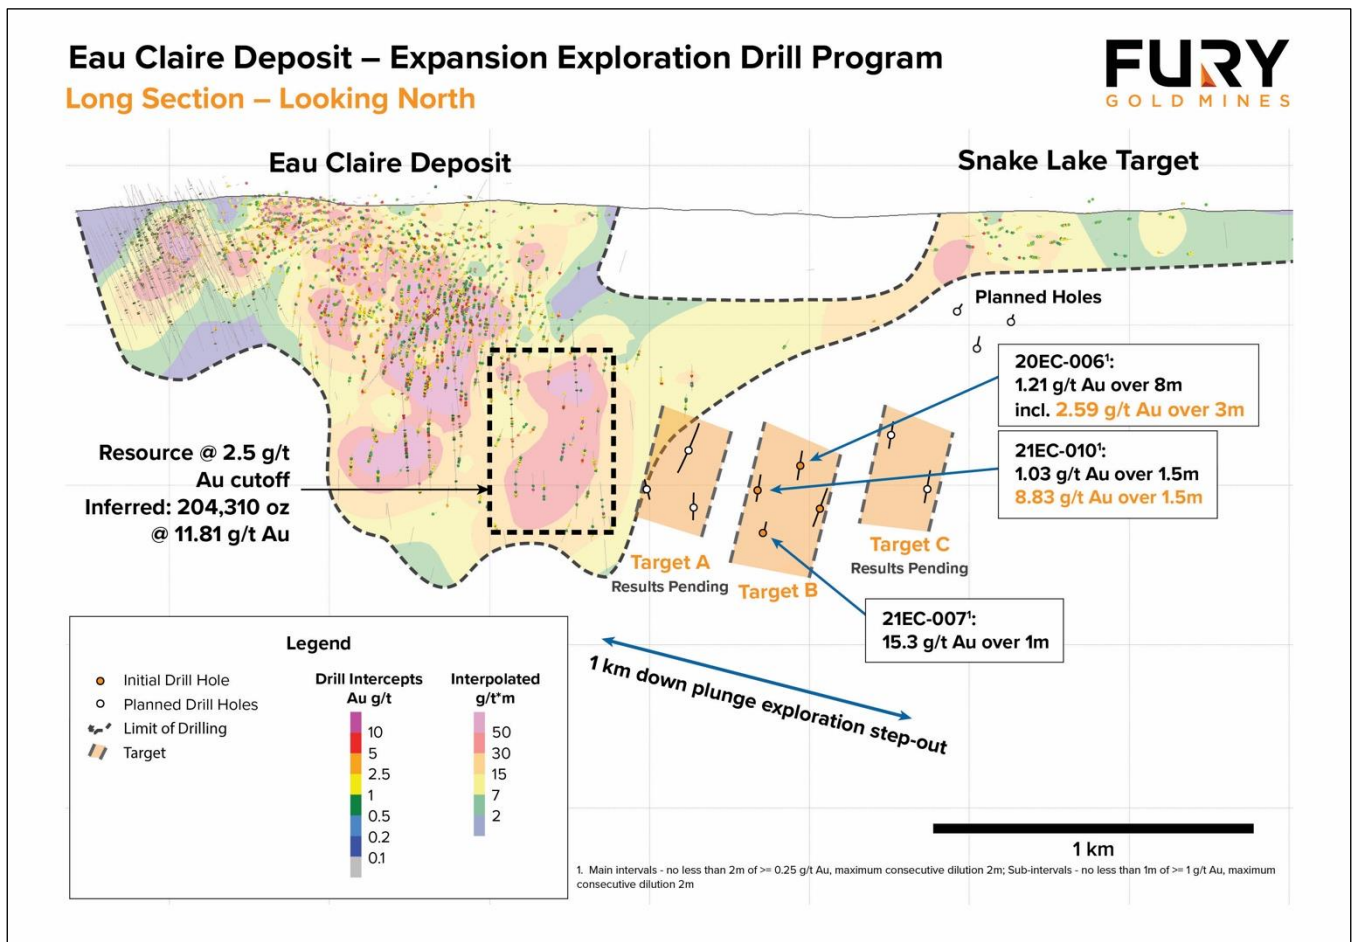 Eau Claire Deposit – Expansion Exploration Drill Program
Long Section – Looking North
FURY
GOLD MINES
Eau Claire Deposit
Snake Lake Target
Planned Holes
20EC-006¹:
1.21 g/t Au over 8m
incl. 2.59 g/t Au over 3m
21EC-010¹:
1.03 g/t Au over 1.5m
8.83 g/t Au over 1.5m
Resource @ 2.5 g/t
Au cutoff
Inferred: 204,310 oz
@ 11.81 g/t Au
Target A
Results Pending
Target B
Target C
Results Pending
21EC-007¹:
15.3 g/t Au over 1m
1 km down plunge exploration step-out
Legend
Initial Drill Hole
Planned Drill Holes
Limit of Drilling
Target
Drill Intercepts
Au g/t
10
5
2.5
1
0.5
0.2
0.1
Interpolated
g/t*m
50
30
15
7
2
1 km
1. Main intervals - no less than 2m of >= 0.25 g/t Au, maximum consecutive dilution 2m; Sub-intervals - no less than 1m of >= 1 g/t Au, maximum
consecutive dilution 2m